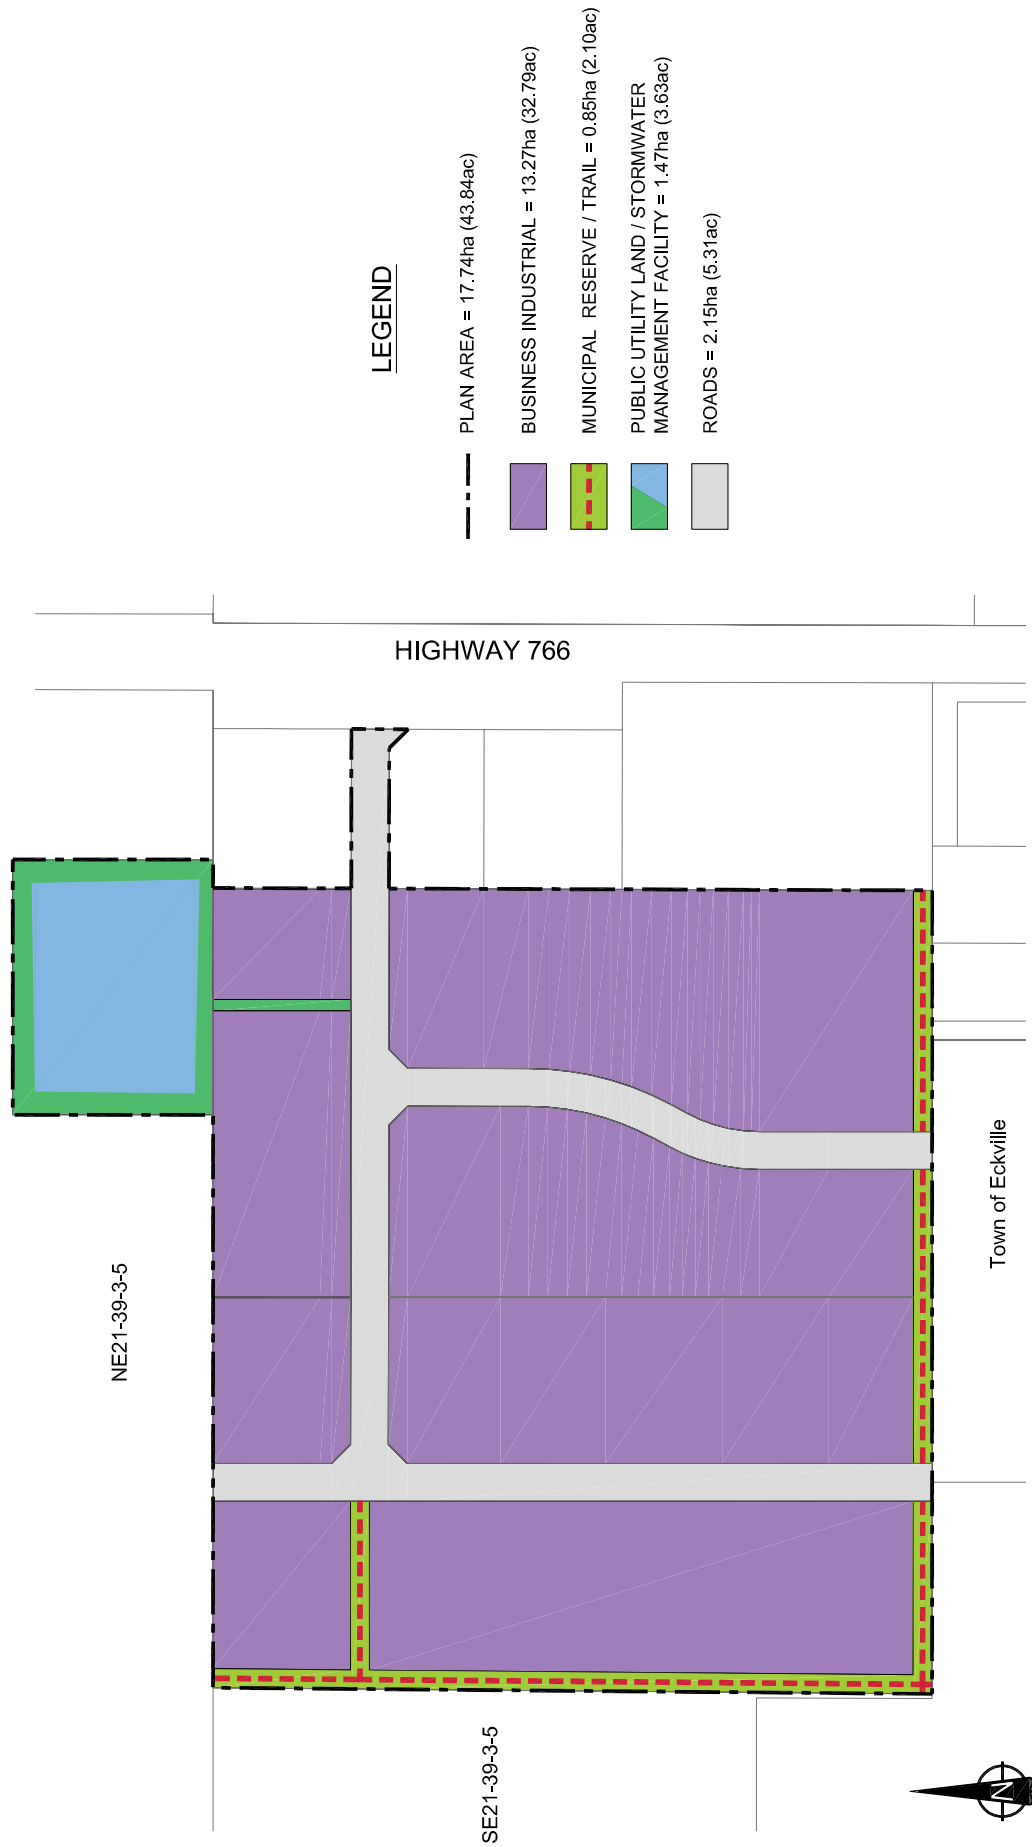 LEGEND
PLAN AREA = 17.74ha (43.84ac)
BUSINESS INDUSTRIAL = 13.27ha (32.79ac)
MUNICIPAL RESERVE / TRAIL = 0.85ha (2.10ac)
PUBLIC UTILITY LAND / STORMWATER
MANAGEMENT FACILITY = 1.47ha (3.63ac)
ROADS = 2.15ha (5.31ac)
HIGHWAY 766
NE21-39-3-5
Town of Eckville
SE21-39-3-5
N